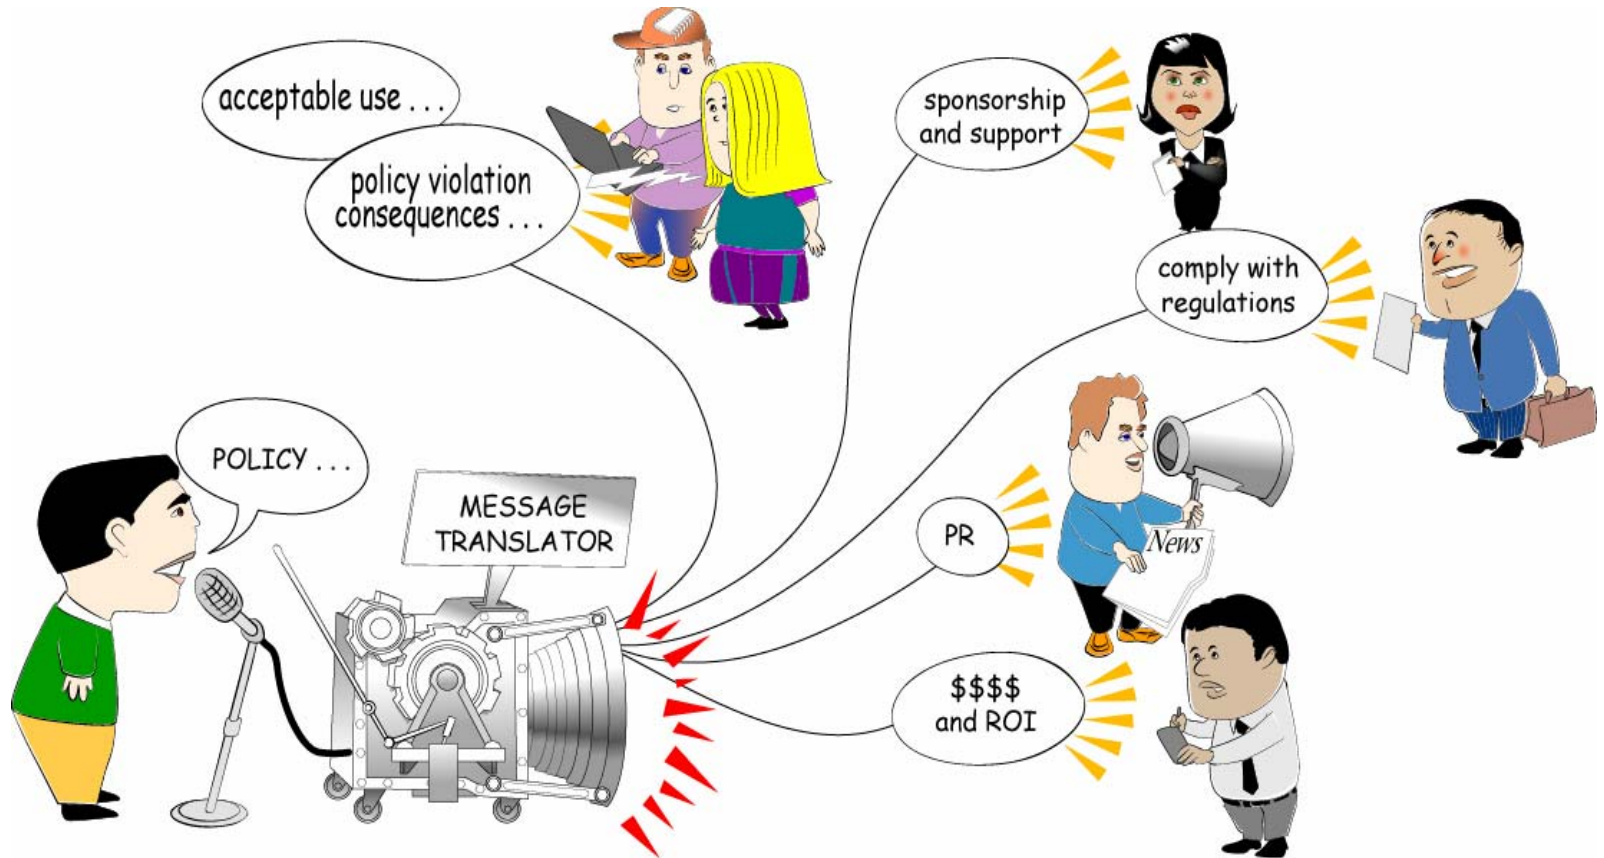 acceptable use . . .
policy violation
consequences . . .
sponsorship
and support
comply with
regulations
POLICY . . .
MESSAGE
TRANSLATOR
PR
News
$$$$
and ROI